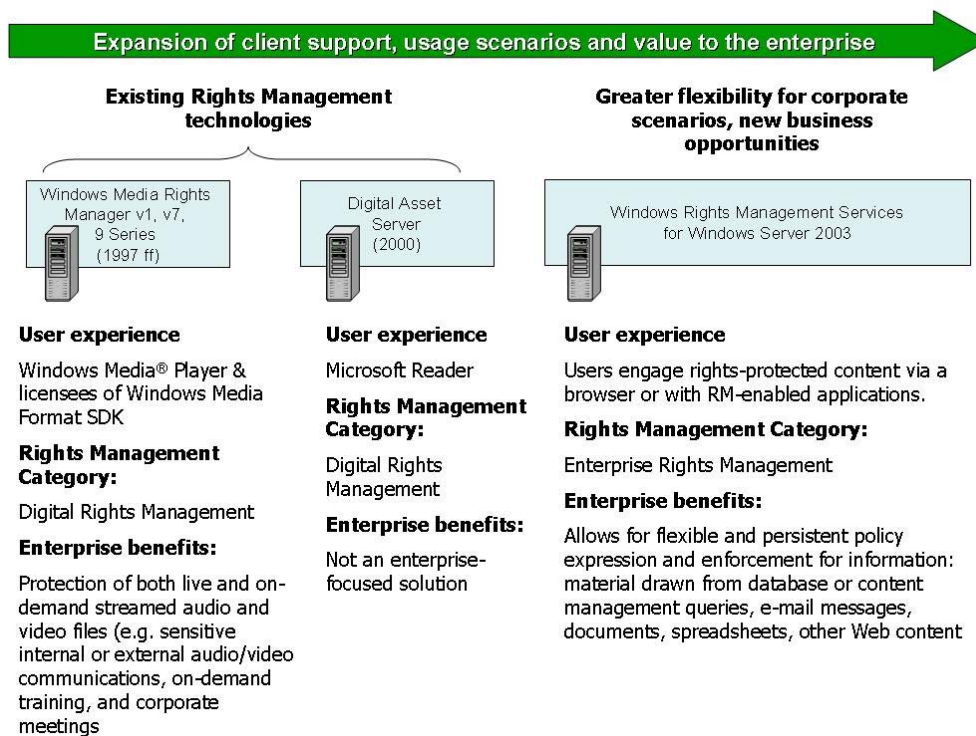 Expansion of client support, usage scenarios and value to the enterprise
Existing Rights Management
technologies
Greater flexibility for corporate
scenarios, new business
opportunities
Windows Media Rights
Manager v1, v7,
9 Series
(1997 ff)
Digital Asset
Server
(2000)
Windows Rights Management Services
for Windows Server 2003
User experience
Windows Media® Player &
licensees of Windows Media
Format SDK
Rights Management
Category:
Digital Rights Management
Enterprise benefits:
Protection of both live and on-
demand streamed audio and
video files (e.g. sensitive
internal or external audio/video
communications, on-demand
training, and corporate
meetings
User experience
Microsoft Reader
Rights Management
Category:
Digital Rights
Management
Enterprise benefits:
Not an enterprise-
focused solution
User experience
Users engage rights-protected content via a
browser or with RM-enabled applications.
Rights Management Category:
Enterprise Rights Management
Enterprise benefits:
Allows for flexible and persistent policy
expression and enforcement for information:
material drawn from database or content
management queries, e-mail messages,
documents, spreadsheets, other Web content